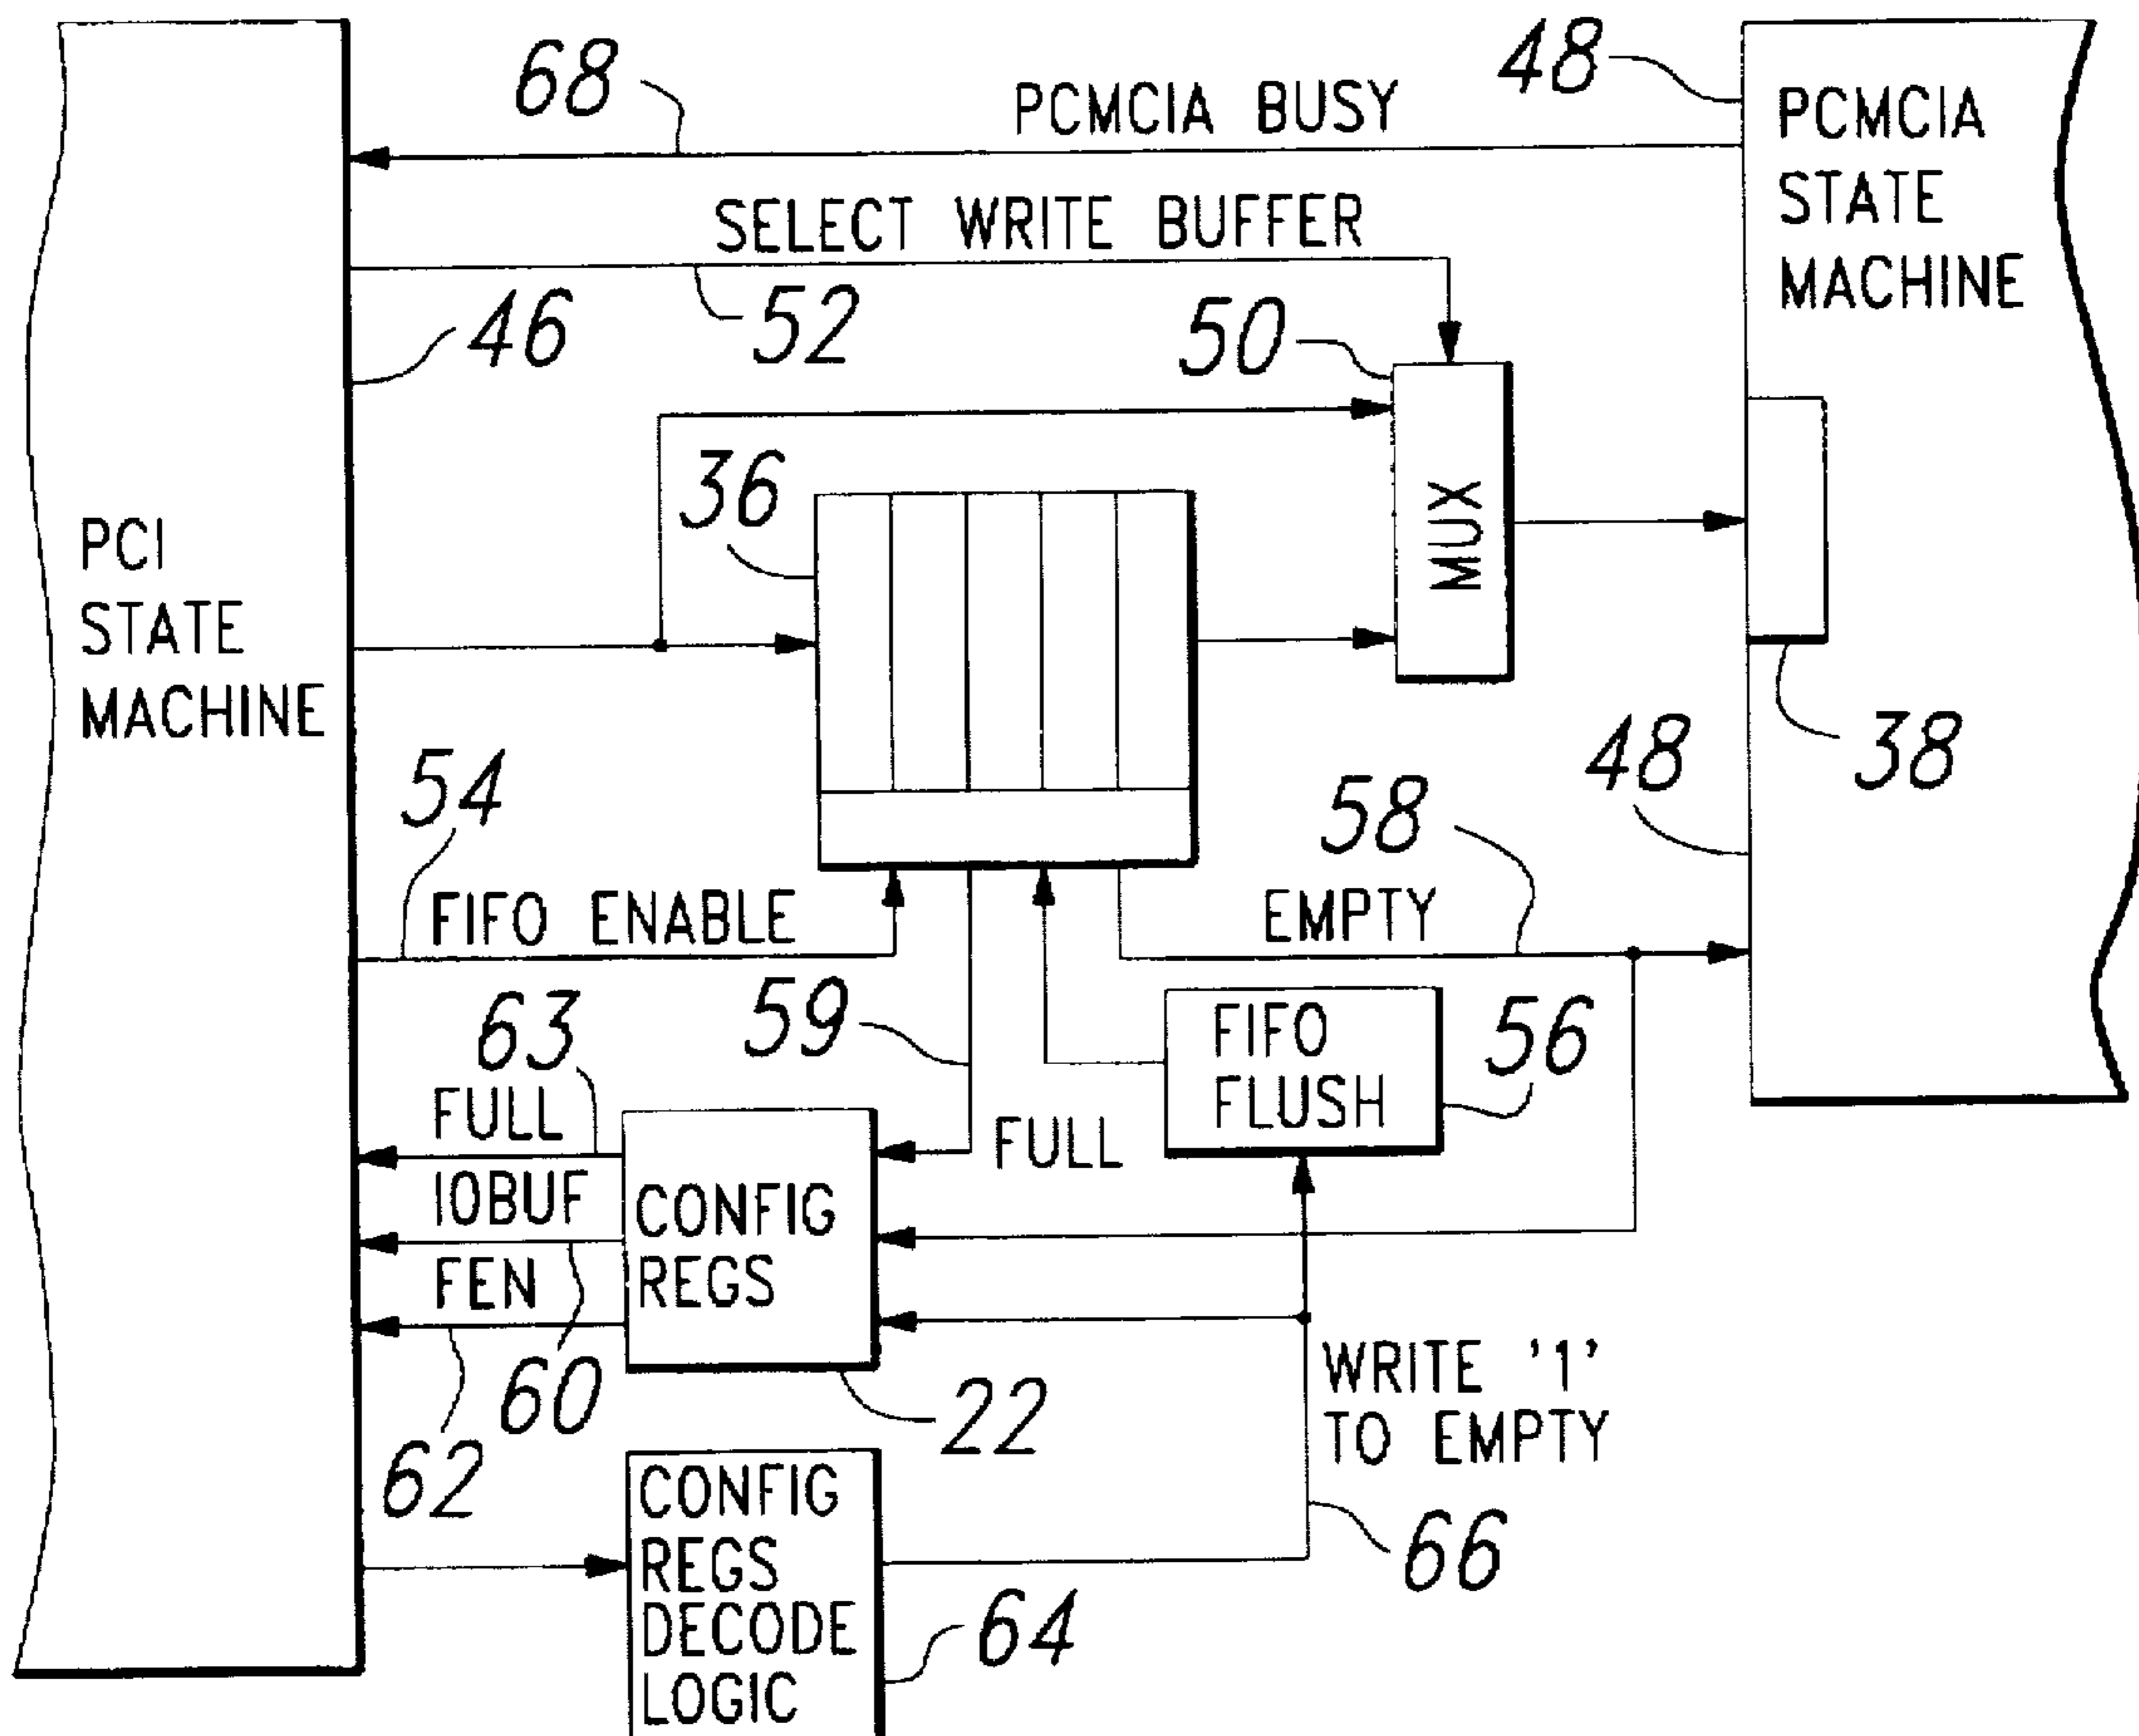 68
PCMCIA BUSY
48
PCMCIA
STATE
MACHINE
SELECT WRITE BUFFER
46
52
50
36
MUX
PCI
STATE
MACHINE
38
48
54
58
FIFO ENABLE
EMPTY
59
63
FIFO
FLUSH
56
FULL
FULL
IOBUF
CONFIG
REGS
FEN
60
22
WRITE '1'
TO EMPTY
62
CONFIG
REGS
DECODE
LOGIC
66
64